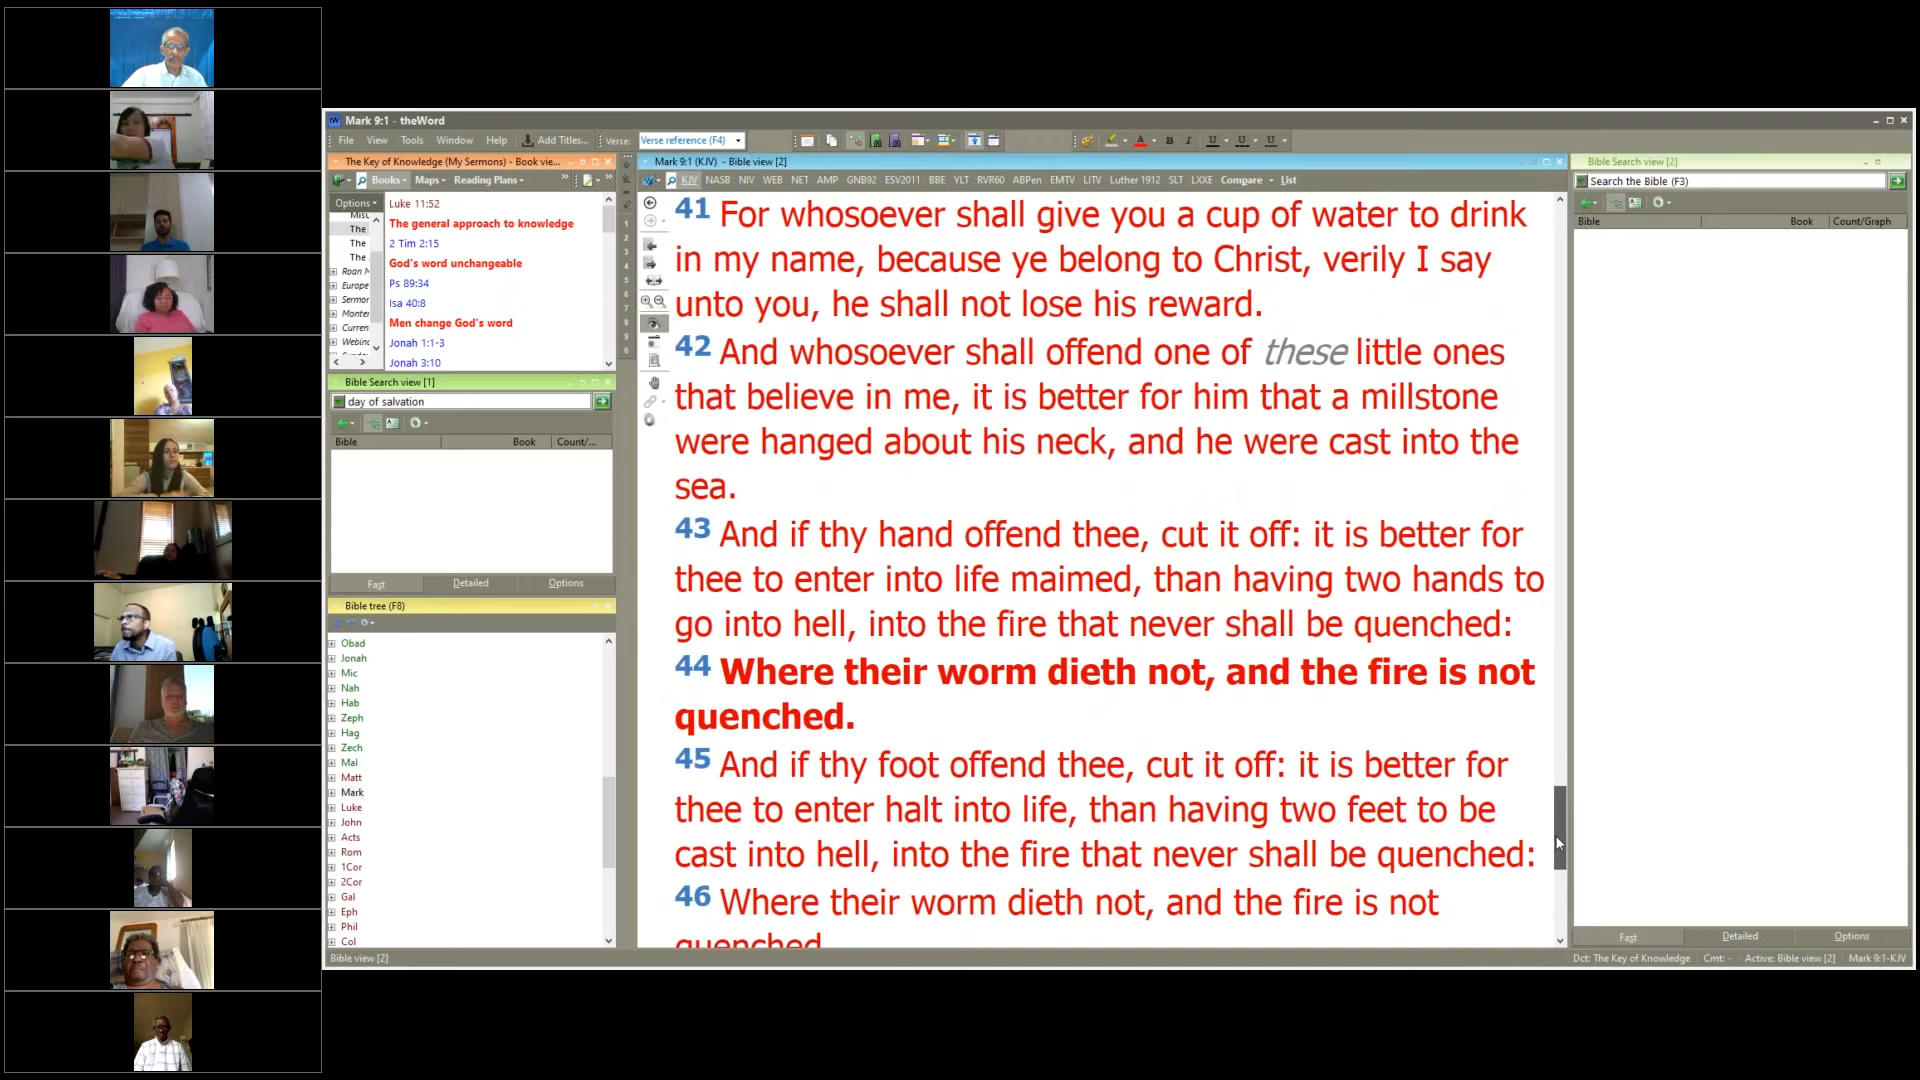 Mark 9:1 - theWord
File View Tools Window Help Add Titles... Verse: Verse reference (F4)
The Key of Knowledge (My Sermons) - Book vie...
Books Maps Reading Plans
Options
The
The
The
Roan M
Europe
Sermor
Monter
Curren
Webina
Luke 11:52
The general approach to knowledge
2 Tim 2:15
God's word unchangeable
Ps 89:34
Isa 40:8
Men change God's word
Jonah 1:1-3
Jonah 3:10
Bible Search view [1]
day of salvation
Bible Book Count/...
Fast Detailed Options
Bible tree (F8)
Obad
Jonah
Mic
Nah
Hab
Zeph
Hag
Zech
Mal
Matt
Mark
Luke
John
Acts
Rom
1Cor
2Cor
Gal
Eph
Phil
Col
Mark 9:1 (KJV) - Bible view [2]
KJV NASB NIV WEB NET AMP GNB92 ESV2011 BBE YLT RVR60 ABPen EMTV LITV Luther 1912 SLT LXXE Compare List
41 For whosoever shall give you a cup of water to drink
in my name, because ye belong to Christ, verily I say
unto you, he shall not lose his reward.
42 And whosoever shall offend one of these little ones
that believe in me, it is better for him that a millstone
were hanged about his neck, and he were cast into the
sea.
43 And if thy hand offend thee, cut it off: it is better for
thee to enter into life maimed, than having two hands to
go into hell, into the fire that never shall be quenched:
44 Where their worm dieth not, and the fire is not
quenched.
45 And if thy foot offend thee, cut it off: it is better for
thee to enter halt into life, than having two feet to be
cast into hell, into the fire that never shall be quenched:
46 Where their worm dieth not, and the fire is not
quenched.
Bible Search view [2]
Search the Bible (F3)
Bible Book Count/Graph
Fast Detailed Options
Bible view [2]
Dct: The Key of Knowledge Cmt: - Active: Bible view [2] Mark 9:1-KJV